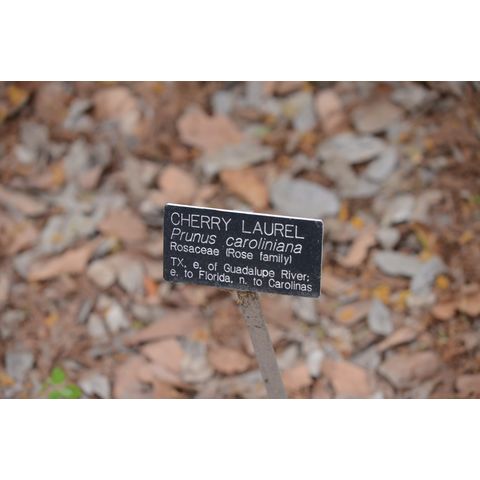 CHERRY LAUREL
Prunus caroliniana
Rosaceae (Rose family)
TX, e. of Guadalupe River;
e. to Florida, n. to Carolinas